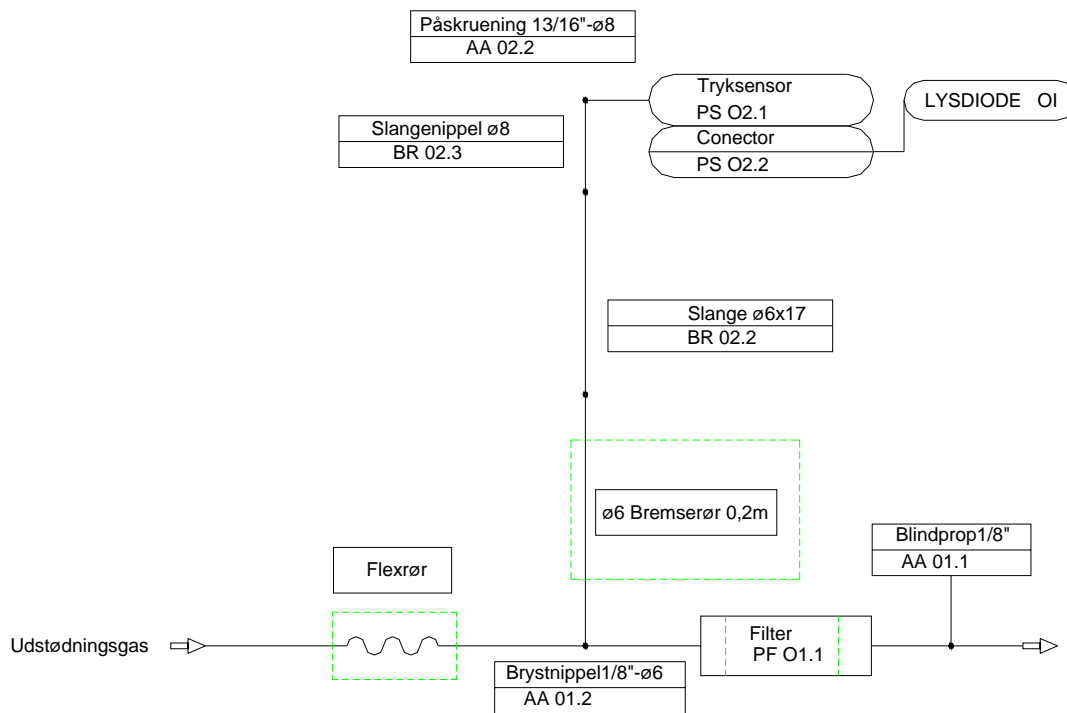 Påskruening 13/16"-ø8
AA 02.2
Tryksensor
PS O2.1
Conector
PS O2.2
LYSDIODE OI
Slangenippel ø8
BR 02.3
Slange ø6x17
BR 02.2
ø6 Bremserør 0,2m
Blindprop1/8"
AA 01.1
Flexrør
Udstødningsgas
Filter
PF O1.1
Brystnippel1/8"-ø6
AA 01.2